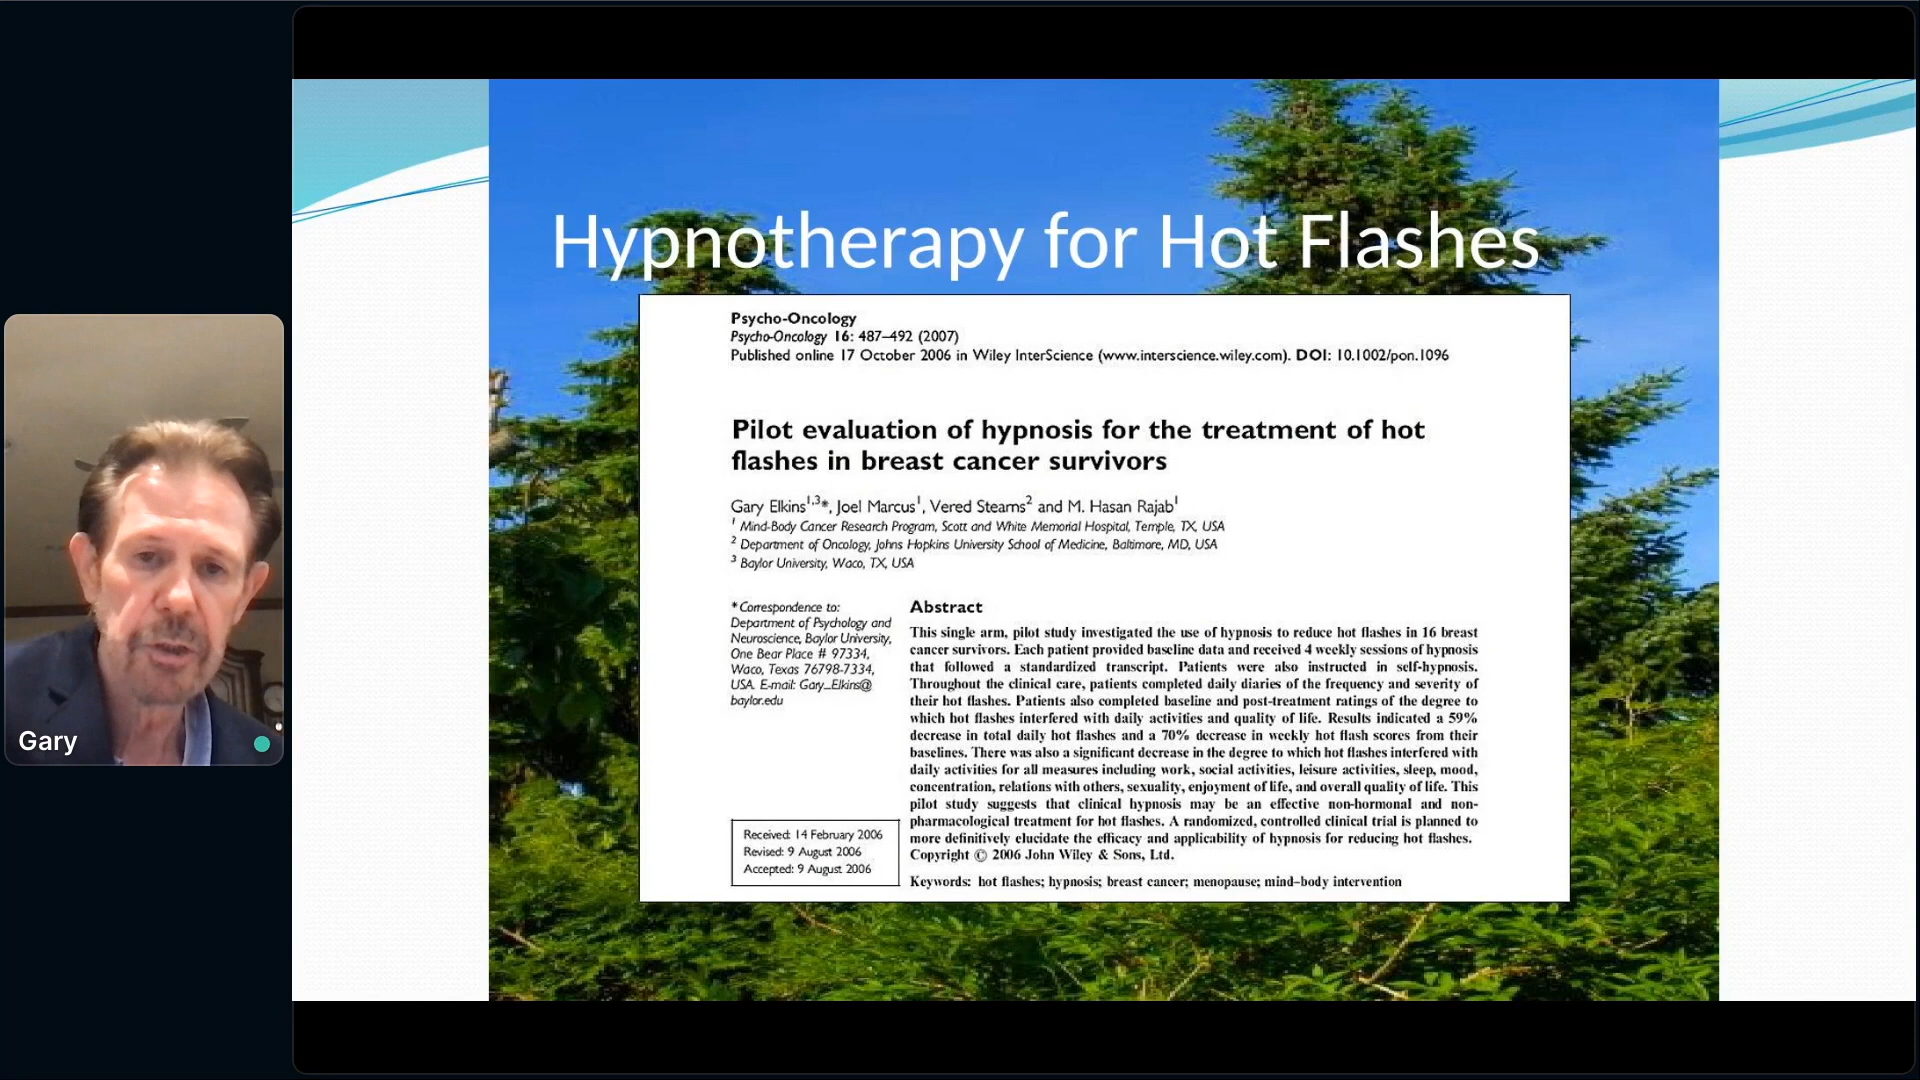 Hypnotherapy for Hot Flashes
Psycho-Oncology
Psycho-Oncology 16: 487–492 (2007)
Published online 17 October 2006 in Wiley InterScience (www.interscience.wiley.com). DOI: 10.1002/pon.1096
Pilot evaluation of hypnosis for the treatment of hot
flashes in breast cancer survivors
Gary Elkins1,3*, Joel Marcus1, Vered Stearns2 and M. Hasan Rajab1
1 Mind-Body Cancer Research Program, Scott and White Memorial Hospital, Temple, TX, USA
2 Department of Oncology, Johns Hopkins University School of Medicine, Baltimore, MD, USA
3 Baylor University, Waco, TX, USA
* Correspondence to:
Department of Psychology and
Neuroscience, Baylor University,
One Bear Place # 97334,
Waco, Texas 76798-7334,
USA. E-mail: Gary_Elkins@
baylor.edu
Abstract
This single arm, pilot study investigated the use of hypnosis to reduce hot flashes in 16 breast
cancer survivors. Each patient provided baseline data and received 4 weekly sessions of hypnosis
that followed a standardized transcript. Patients were also instructed in self-hypnosis.
Throughout the clinical care, patients completed daily diaries of the frequency and severity of
their hot flashes. Patients also completed baseline and post-treatment ratings of the degree to
which hot flashes interfered with daily activities and quality of life. Results indicated a 59%
decrease in total daily hot flashes and a 70% decrease in weekly hot flash scores from their
baselines. There was also a significant decrease in the degree to which hot flashes interfered with
daily activities for all measures including work, social activities, leisure activities, sleep, mood,
concentration, relations with others, sexuality, enjoyment of life, and overall quality of life. This
pilot study suggests that clinical hypnosis may be an effective non-hormonal and non-
pharmacological treatment for hot flashes. A randomized, controlled clinical trial is planned to
more definitively elucidate the efficacy and applicability of hypnosis for reducing hot flashes.
Copyright © 2006 John Wiley & Sons, Ltd.
Keywords: hot flashes; hypnosis; breast cancer; menopause; mind–body intervention
Received: 14 February 2006
Revised: 9 August 2006
Accepted: 9 August 2006
Gary